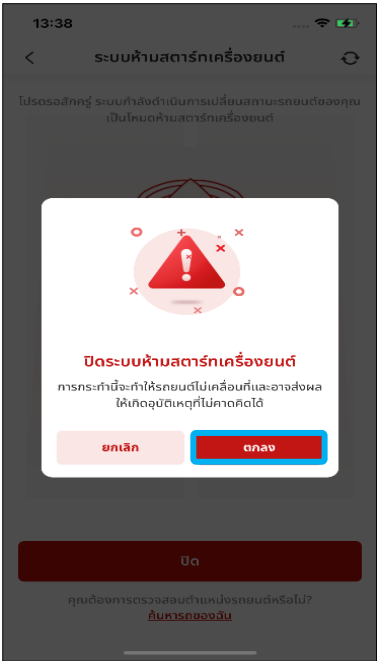 13:38
ระบบห้ามสตาร์ทเครื่องยนต์
โปรดรอสักครู่ ระบบกำลังดำเนินการเปลี่ยนสถานะรถยนต์ของคุณ
เป็นโหมดห้ามสตาร์ทเครื่องยนต์
ปิดระบบห้ามสตาร์ทเครื่องยนต์
การกระทำนี้จะทำให้รถยนต์ไม่เคลื่อนที่และอาจส่งผล
ให้เกิดอุบัติเหตุที่ไม่คาดคิดได้
ยกเลิก
ตกลง
ปิด
คุณต้องการตรวจสอบตำแหน่งรถยนต์หรือไม่?
ค้นหารถของฉัน